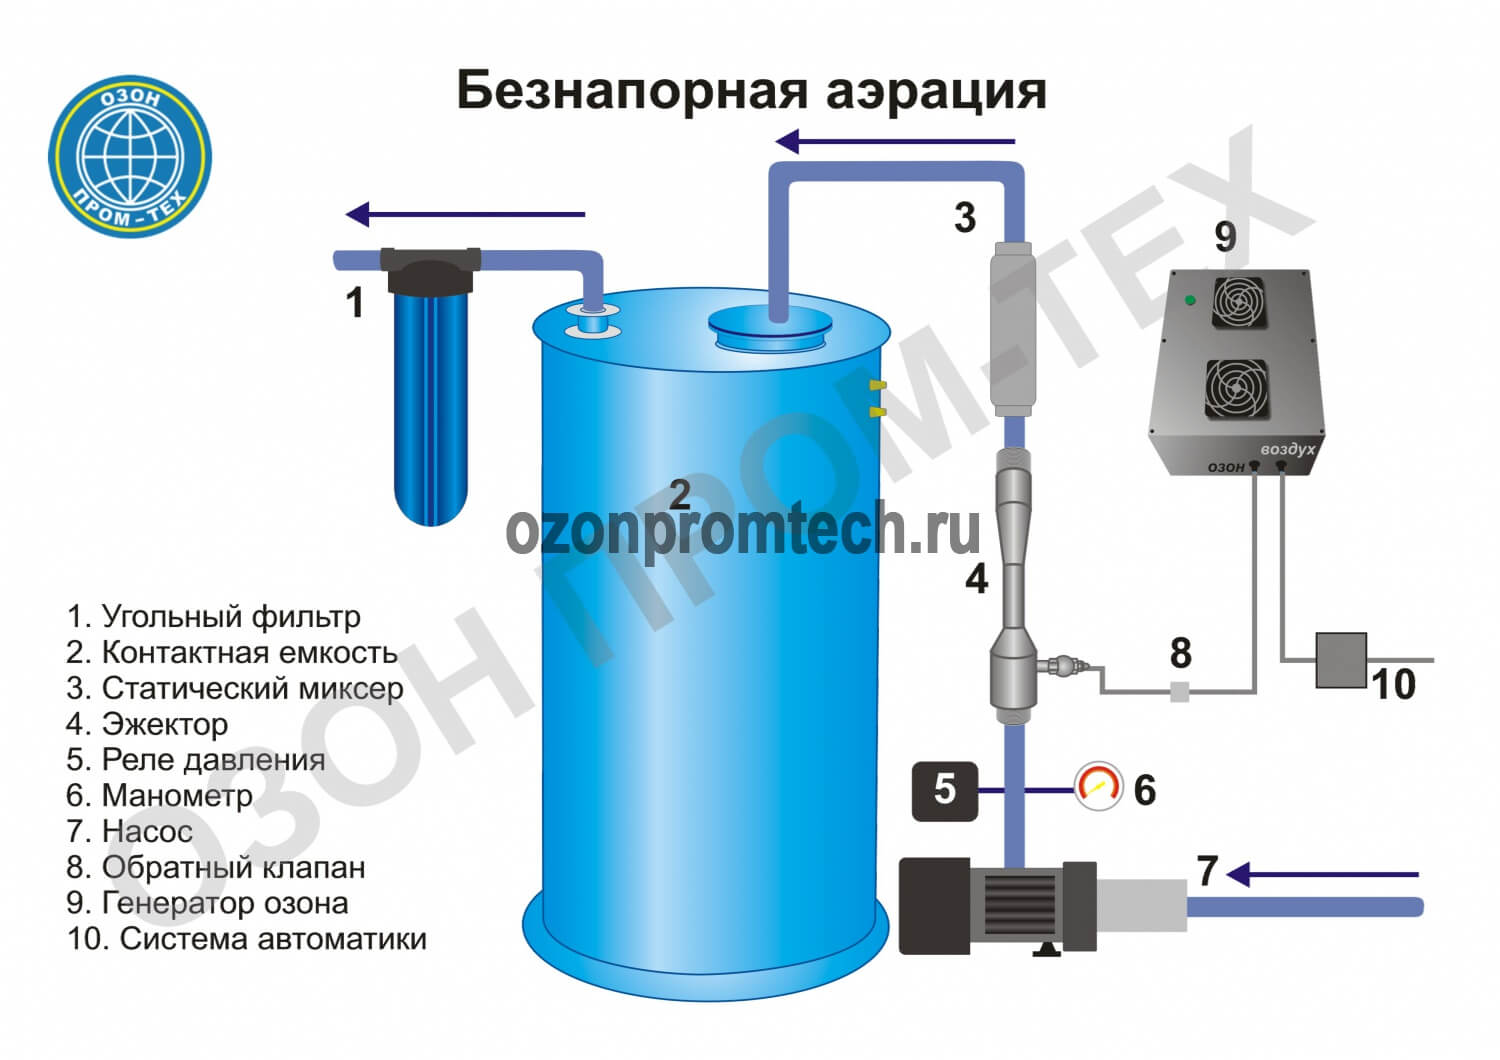 Безнапорная аэрация
ОЗОН
ПРОМ-ТЕХ
3
9
1
воздух
озон
2
ozonpromtech.ru
ОЗОН ПРОМ-ТЕХ
4
8
10
5
6
7
1. Угольный фильтр
2. Контактная емкость
3. Статический миксер
4. Эжектор
5. Реле давления
6. Манометр
7. Насос
8. Обратный клапан
9. Генератор озона
10. Система автоматики